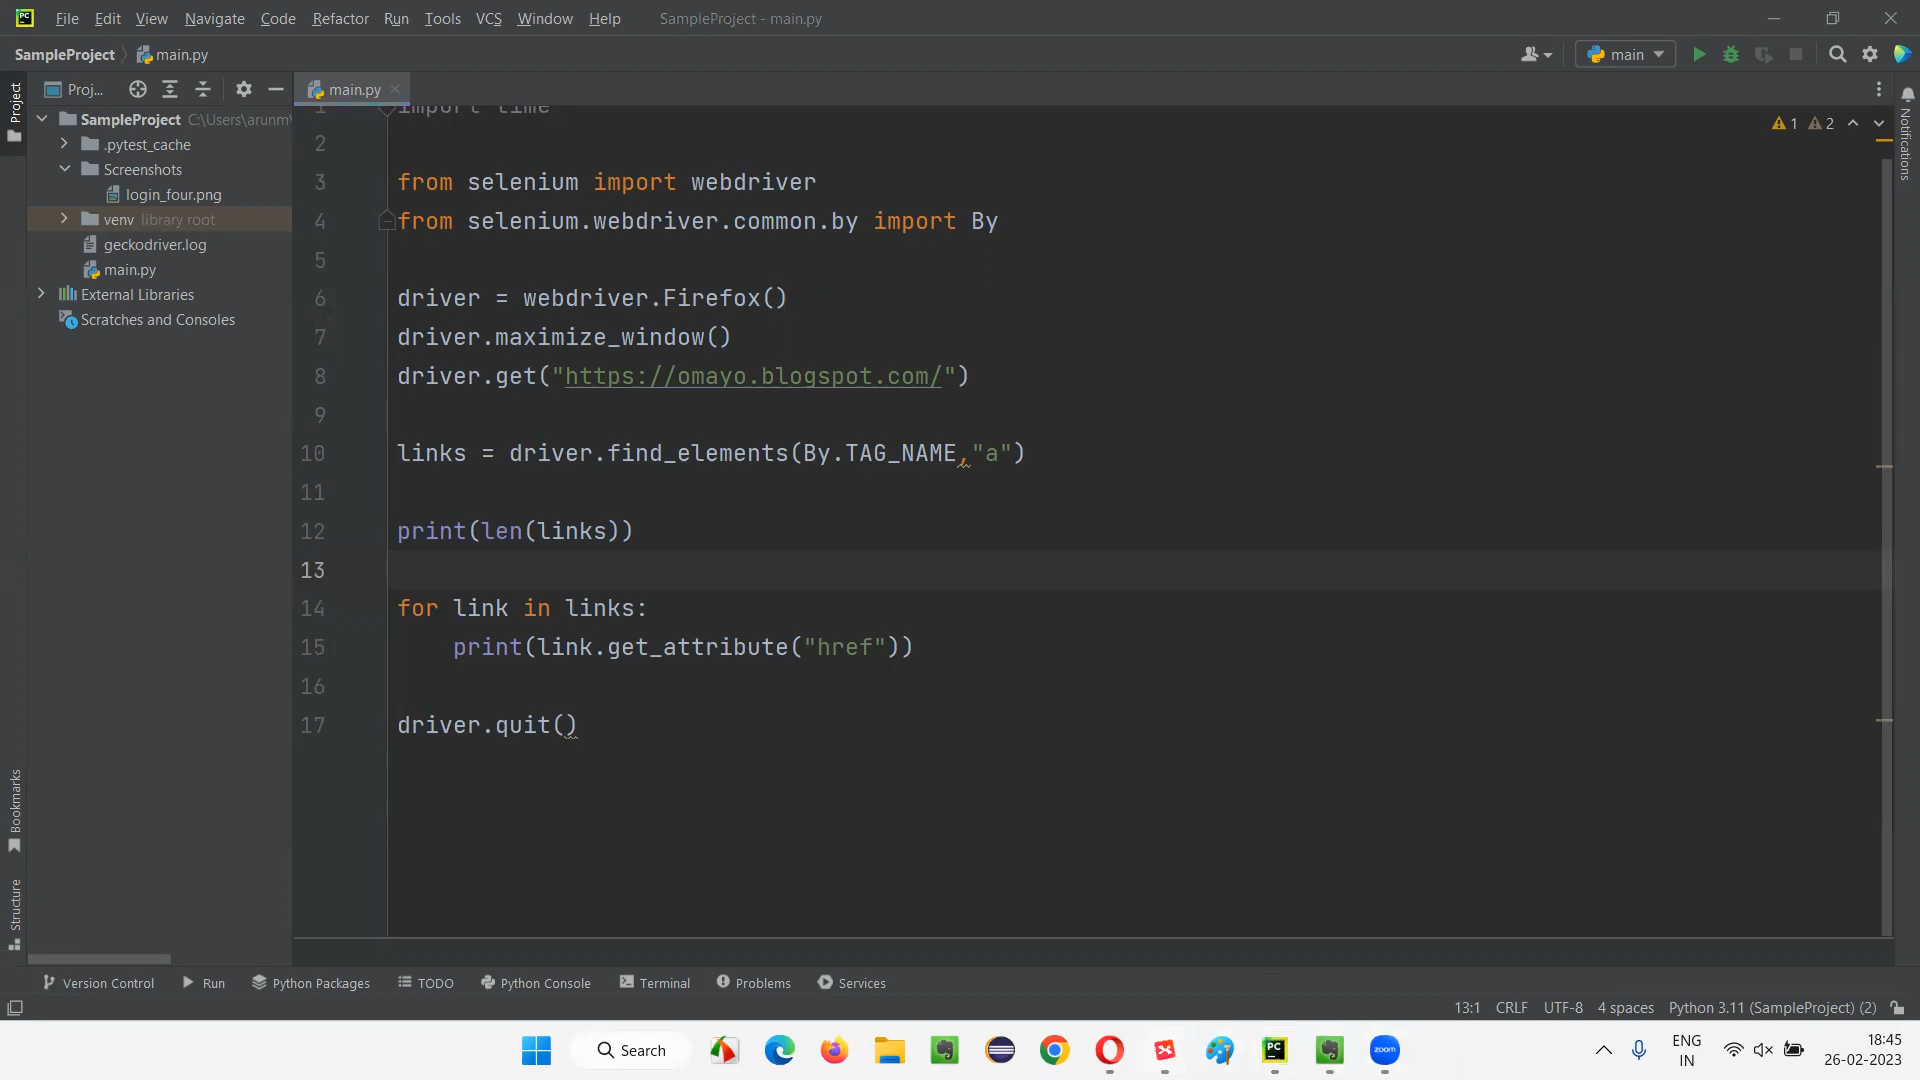 File Edit View Navigate Code Refactor Run Tools VCS Window Help SampleProject - main.py
SampleProject main.py main
Project Proj... main.py
SampleProject C:\Users\arunm
.pytest_cache
Screenshots
login_four.png
venv library root
geckodriver.log
main.py
External Libraries
Scratches and Consoles
1 import time
2
3 from selenium import webdriver
4 from selenium.webdriver.common.by import By
5
6 driver = webdriver.Firefox()
7 driver.maximize_window()
8 driver.get("https://omayo.blogspot.com/")
9
10 links = driver.find_elements(By.TAG_NAME,"a")
11
12 print(len(links))
13
14 for link in links:
15 print(link.get_attribute("href"))
16
17 driver.quit()
1 2
Notifications
Bookmarks
Structure
Version Control Run Python Packages TODO Python Console Terminal Problems Services
13:1 CRLF UTF-8 4 spaces Python 3.11 (SampleProject) (2)
Search zoom ENG IN 18:45
26-02-2023